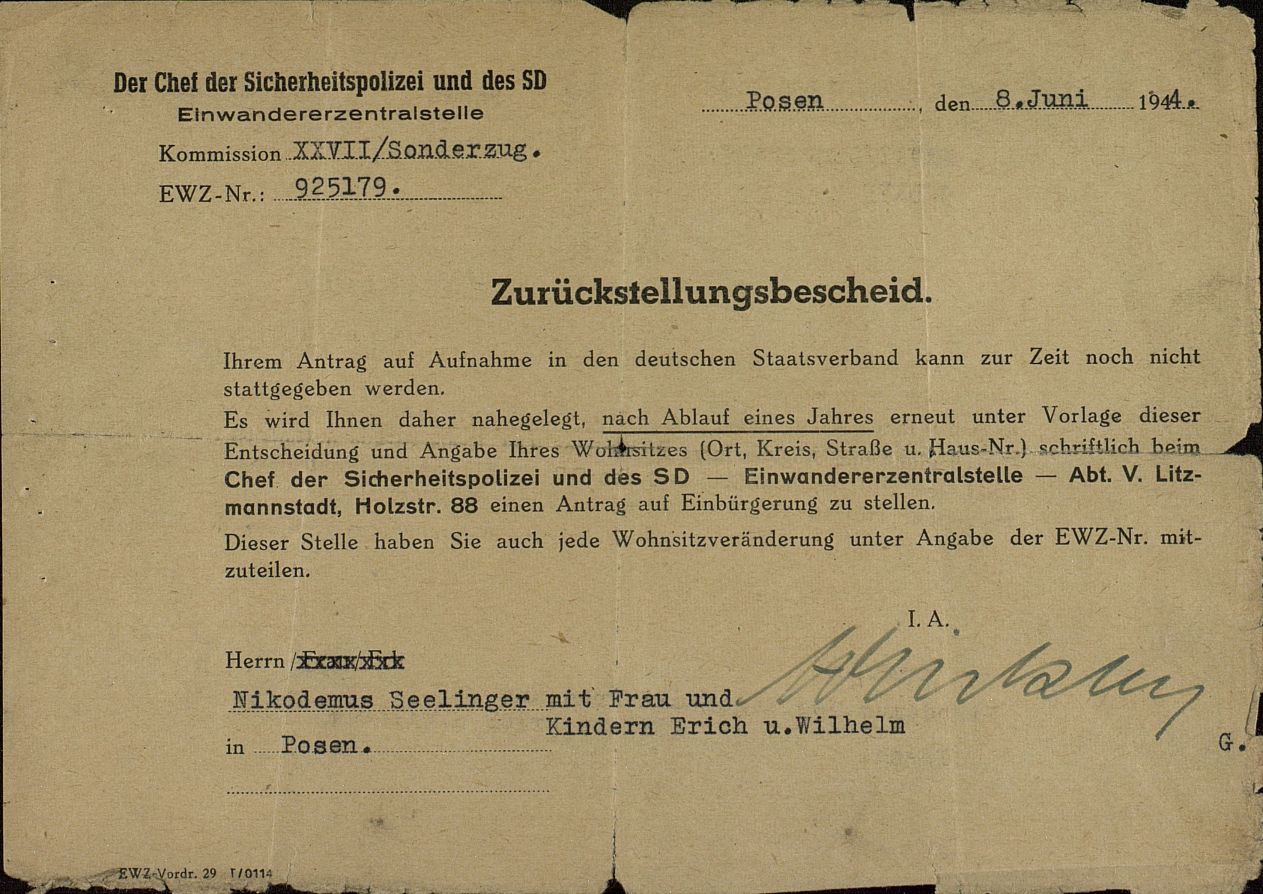 Der Chef der Sicherheitspolizei und des SD
Einwandererzentralstelle
Kommission XXVII/Sonderzug.
EWZ-Nr.: 925179.
Posen, den 8.Juni 1944.
Zurückstellungsbescheid.
Ihrem Antrag auf Aufnahme in den deutschen Staatsverband kann zur Zeit noch nicht
stattgegeben werden.
Es wird Ihnen daher nahegelegt, nach Ablauf eines Jahres erneut unter Vorlage dieser
Entscheidung und Angabe Ihres Wohnsitzes (Ort, Kreis, Straße u. Haus-Nr.) schriftlich beim
Chef der Sicherheitspolizei und des SD — Einwandererzentralstelle — Abt. V. Litz-
mannstadt, Holzstr. 88 einen Antrag auf Einbürgerung zu stellen.
Dieser Stelle haben Sie auch jede Wohnsitzveränderung unter Angabe der EWZ-Nr. mit-
zuteilen.
I. A.
Herrn /
Nikodemus Seelinger mit Frau und
Kindern Erich u.Wilhelm
in Posen.
G.
EWZ-Vordr. 29 T/0114